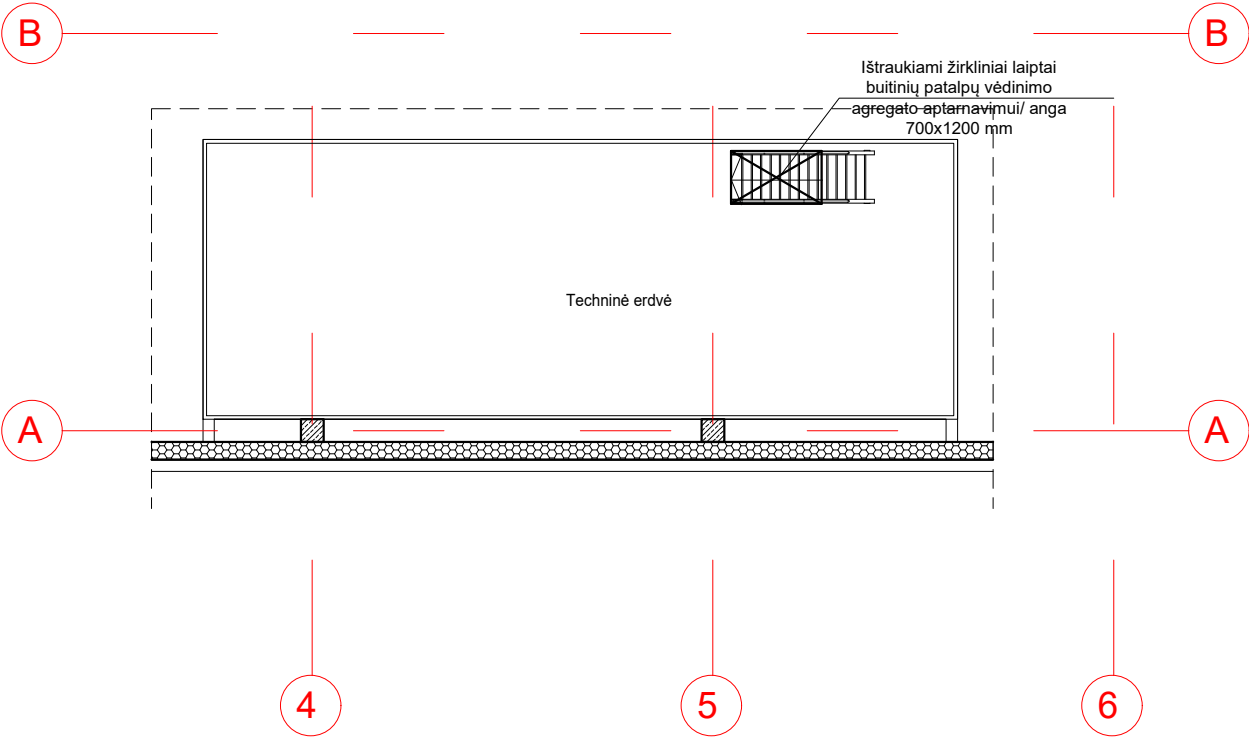 B
B
Ištraukiami žirkliniai laiptai
buitinių patalpų vėdinimo
agregato aptarnavimui/ anga
700x1200 mm
Techninė erdvė
A
A
4
5
6